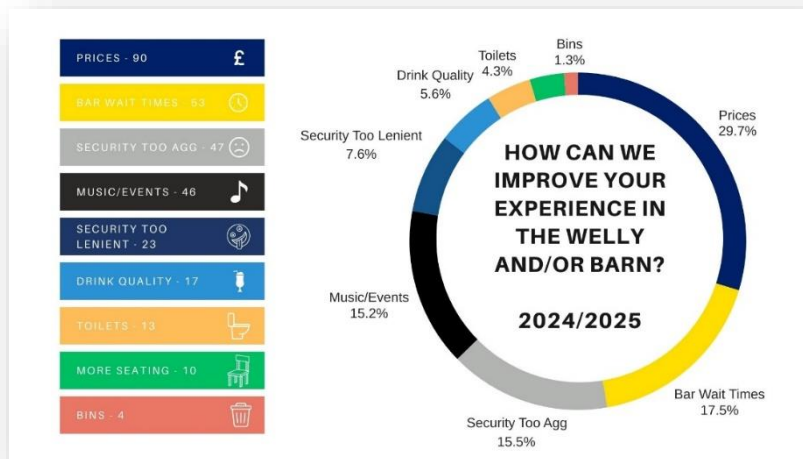 PRICES - 90
£
BAR WAIT TIMES - 53
SECURITY TOO AGG - 47
MUSIC/EVENTS - 46
SECURITY TOO
LENIENT - 23
DRINK QUALITY - 17
TOILETS - 13
MORE SEATING - 10
BINS - 4
Bins
1.3%
Toilets
4.3%
Drink Quality
5.6%
Security Too Lenient
7.6%
Music/Events
15.2%
Security Too Agg
15.5%
Bar Wait Times
17.5%
Prices
29.7%
HOW CAN WE
IMPROVE YOUR
EXPERIENCE IN
THE WELLY
AND/OR BARN?
2024/2025